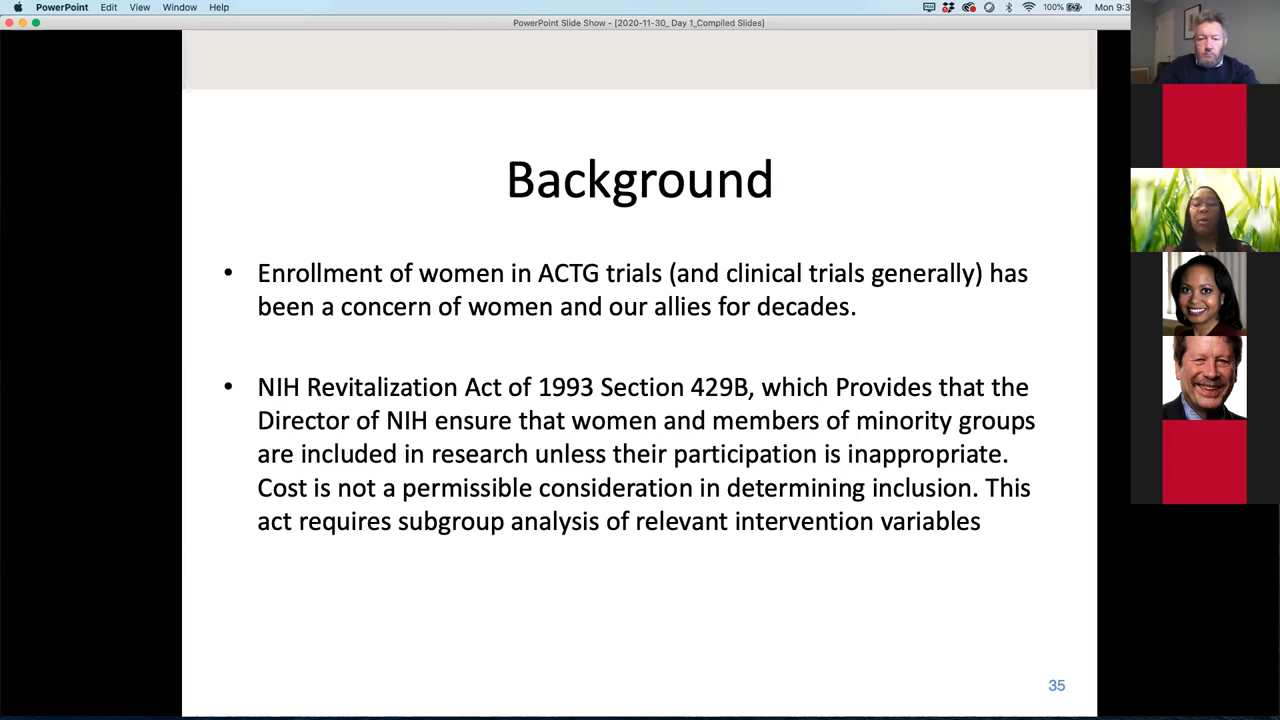 PowerPoint Edit View Window Help
100% Mon 9:3
PowerPoint Slide Show - [2020-11-30_ Day 1_Compiled Slides]
Background
• Enrollment of women in ACTG trials (and clinical trials generally) has
been a concern of women and our allies for decades.
• NIH Revitalization Act of 1993 Section 429B, which Provides that the
Director of NIH ensure that women and members of minority groups
are included in research unless their participation is inappropriate.
Cost is not a permissible consideration in determining inclusion. This
act requires subgroup analysis of relevant intervention variables
35